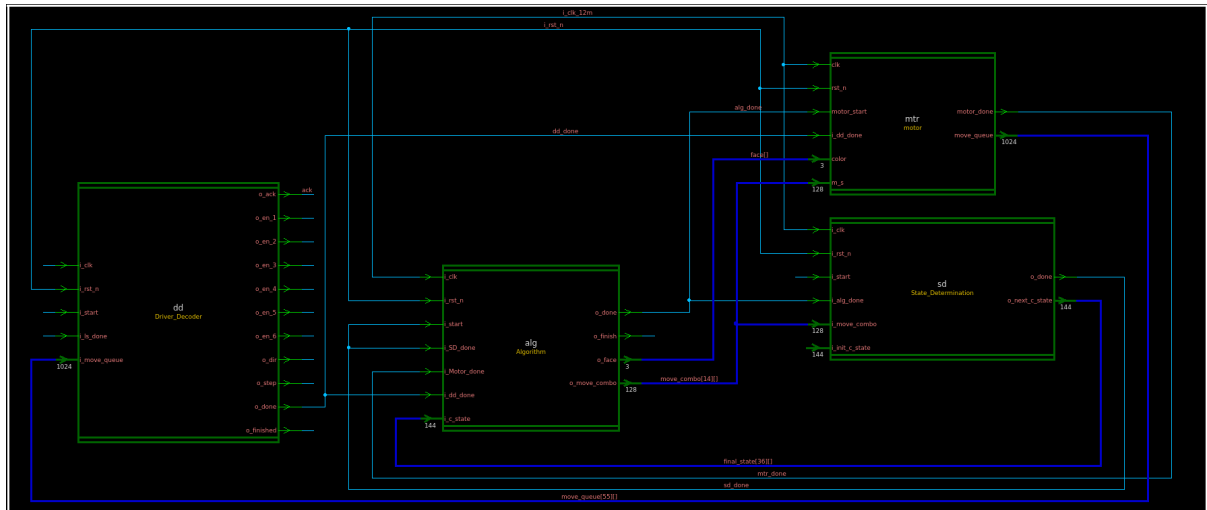 i_clk_12m
i_rst_n
clk
rst_n
alg_done
motor_start
mtr
motor
motor_done
dd_done
i_dd_done
move_queue
1024
face[]
color
3
m_s
128
ack
o_ack
o_en_1
o_en_2
o_en_3
o_en_4
o_en_5
o_en_6
o_dir
o_step
o_done
o_finished
i_clk
i_rst_n
i_start
i_ls_done
i_move_queue
1024
dd
Driver_Decoder
i_clk
i_rst_n
i_start
i_SD_done
i_Motor_done
i_dd_done
i_c_state
144
alg
Algorithm
o_done
o_finish
o_face
3
o_move_combo
128
move_combo[14][]
i_clk
i_rst_n
i_start
i_alg_done
i_move_combo
128
i_init_c_state
144
sd
State_Determination
o_done
o_next_c_state
144
final_state[36][]
mtr_done
sd_done
move_queue[55][]